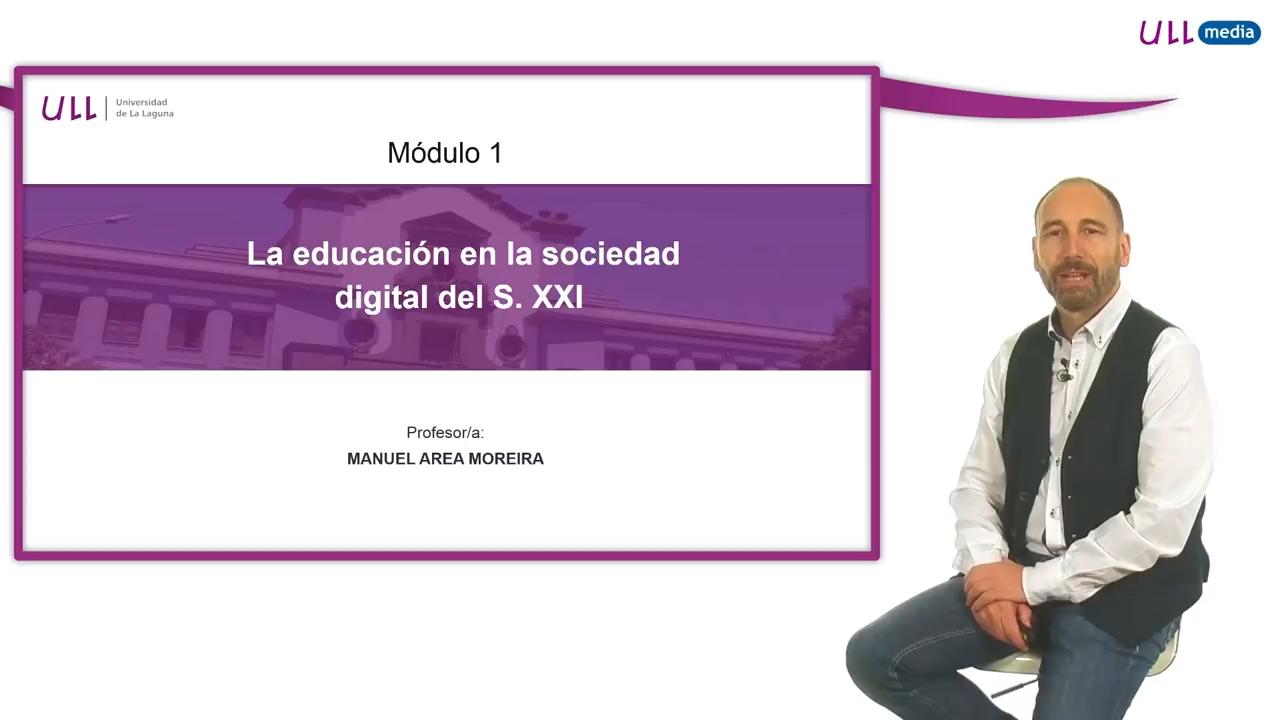 ULL media
ULL Universidad
de La Laguna
Módulo 1
La educación en la sociedad
digital del S. XXI
Profesor/a:
MANUEL AREA MOREIRA